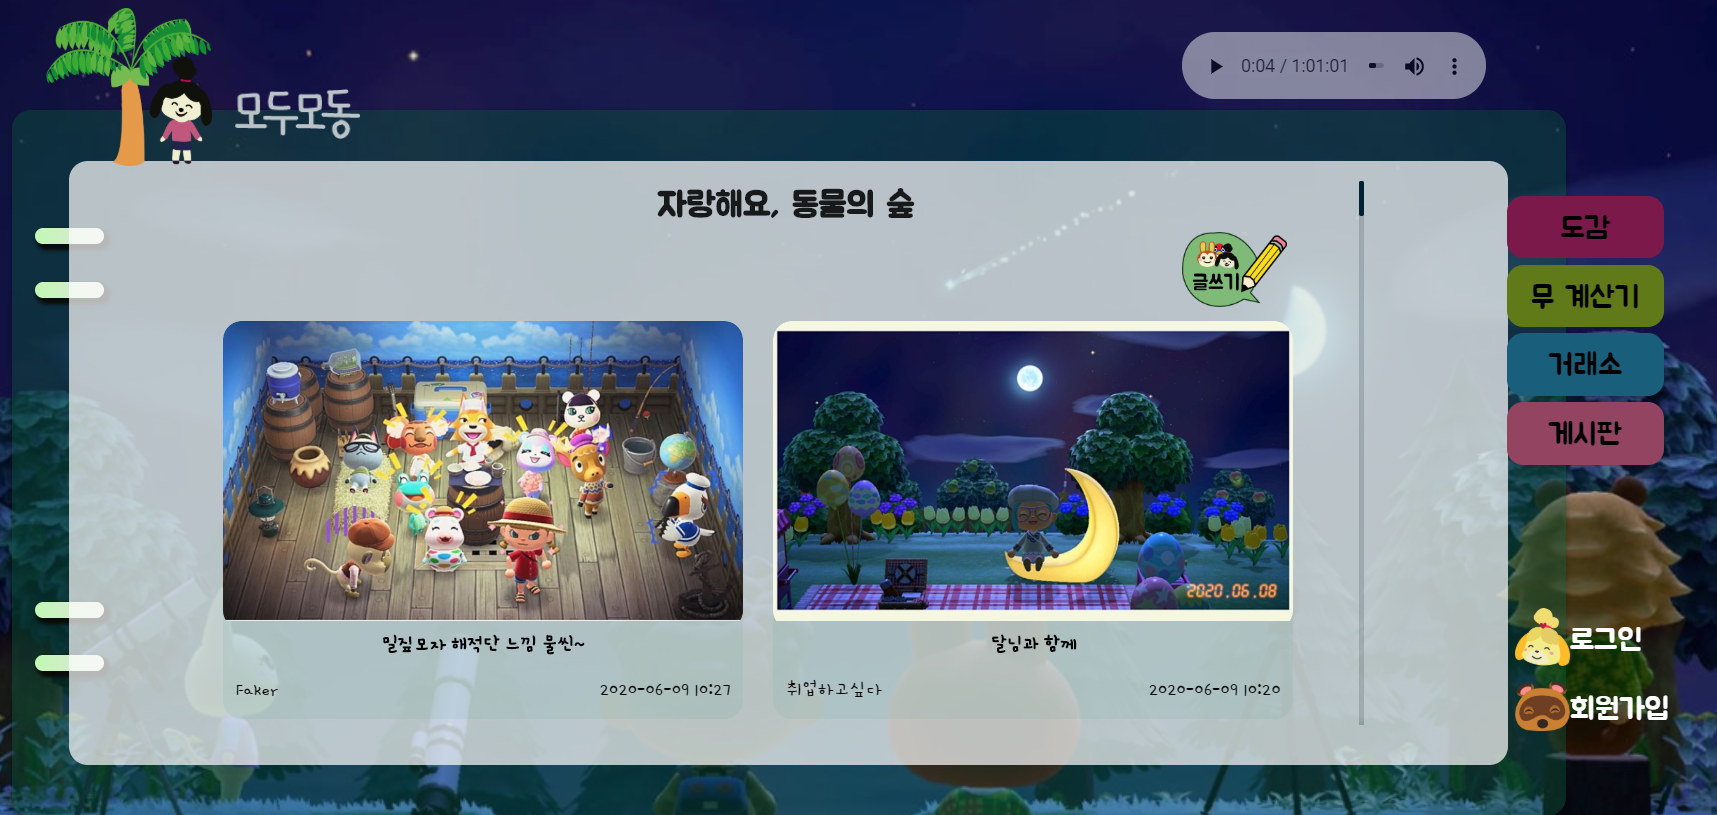 모두모동
0:04 / 1:01:01
자랑해요, 동물의 숲
글쓰기
도감
무 계산기
거래소
게시판
2020.06.08
밀짚모자 해적단 느낌 물씬~
달님과 함께
Faker
2020-06-09 10:27
취업하고싶다
2020-06-09 10:20
로그인
회원가입